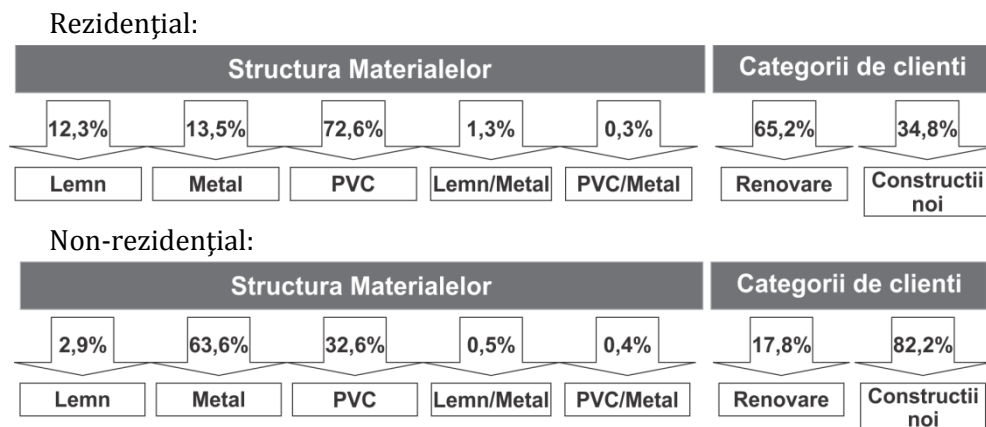 Rezidenţial:
Structura Materialelor
Categorii de clienti
12,3% 13,5% 72,6% 1,3% 0,3% 65,2% 34,8%
Lemn Metal PVC Lemn/Metal PVC/Metal Renovare Constructii
noi
Non-rezidenţial:
Structura Materialelor
Categorii de clienti
2,9% 63,6% 32,6% 0,5% 0,4% 17,8% 82,2%
Lemn Metal PVC Lemn/Metal PVC/Metal Renovare Constructii
noi